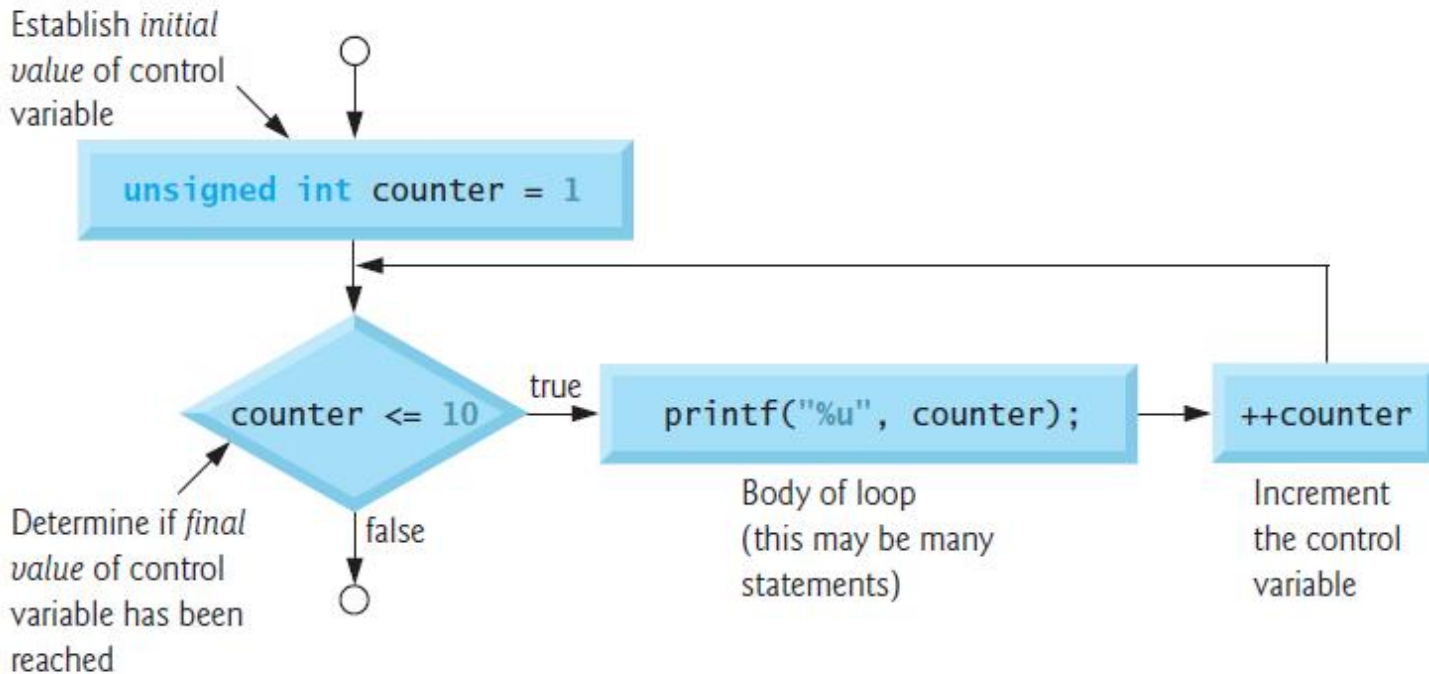 Establish initial
value of control
variable
unsigned int counter = 1
counter <= 10
true
printf("%u", counter);
++counter
Body of loop
(this may be many
statements)
Increment
the control
variable
Determine if final
value of control
variable has been
reached
false